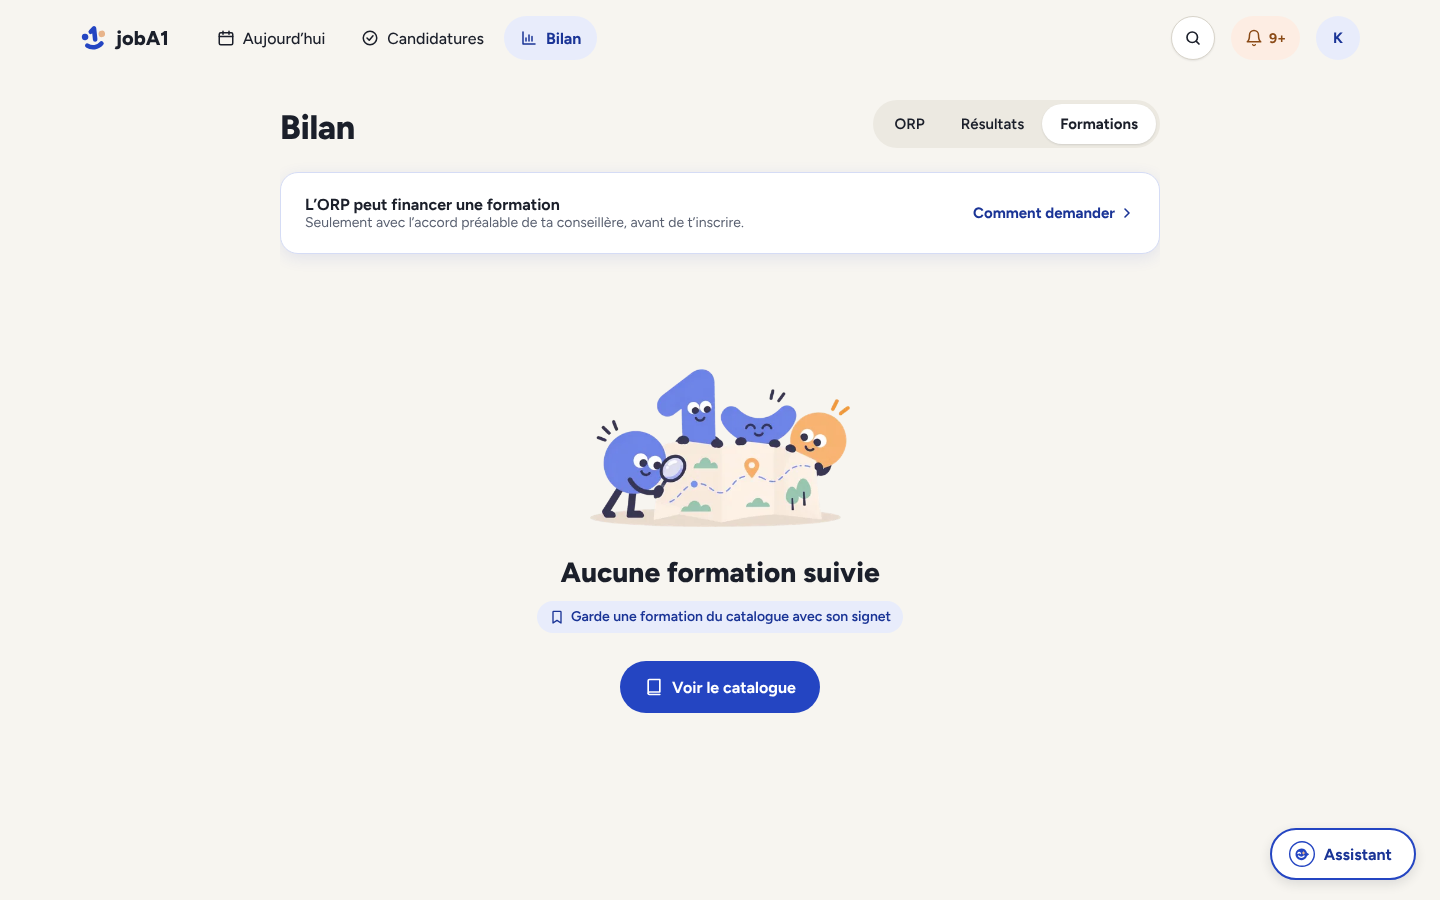 jobA1
Aujourd’hui
Candidatures
Bilan
9+
K
Bilan
ORP
Résultats
Formations
L’ORP peut financer une formation
Seulement avec l’accord préalable de ta conseillère, avant de t’inscrire.
Comment demander
Aucune formation suivie
Garde une formation du catalogue avec son signet
Voir le catalogue
Assistant